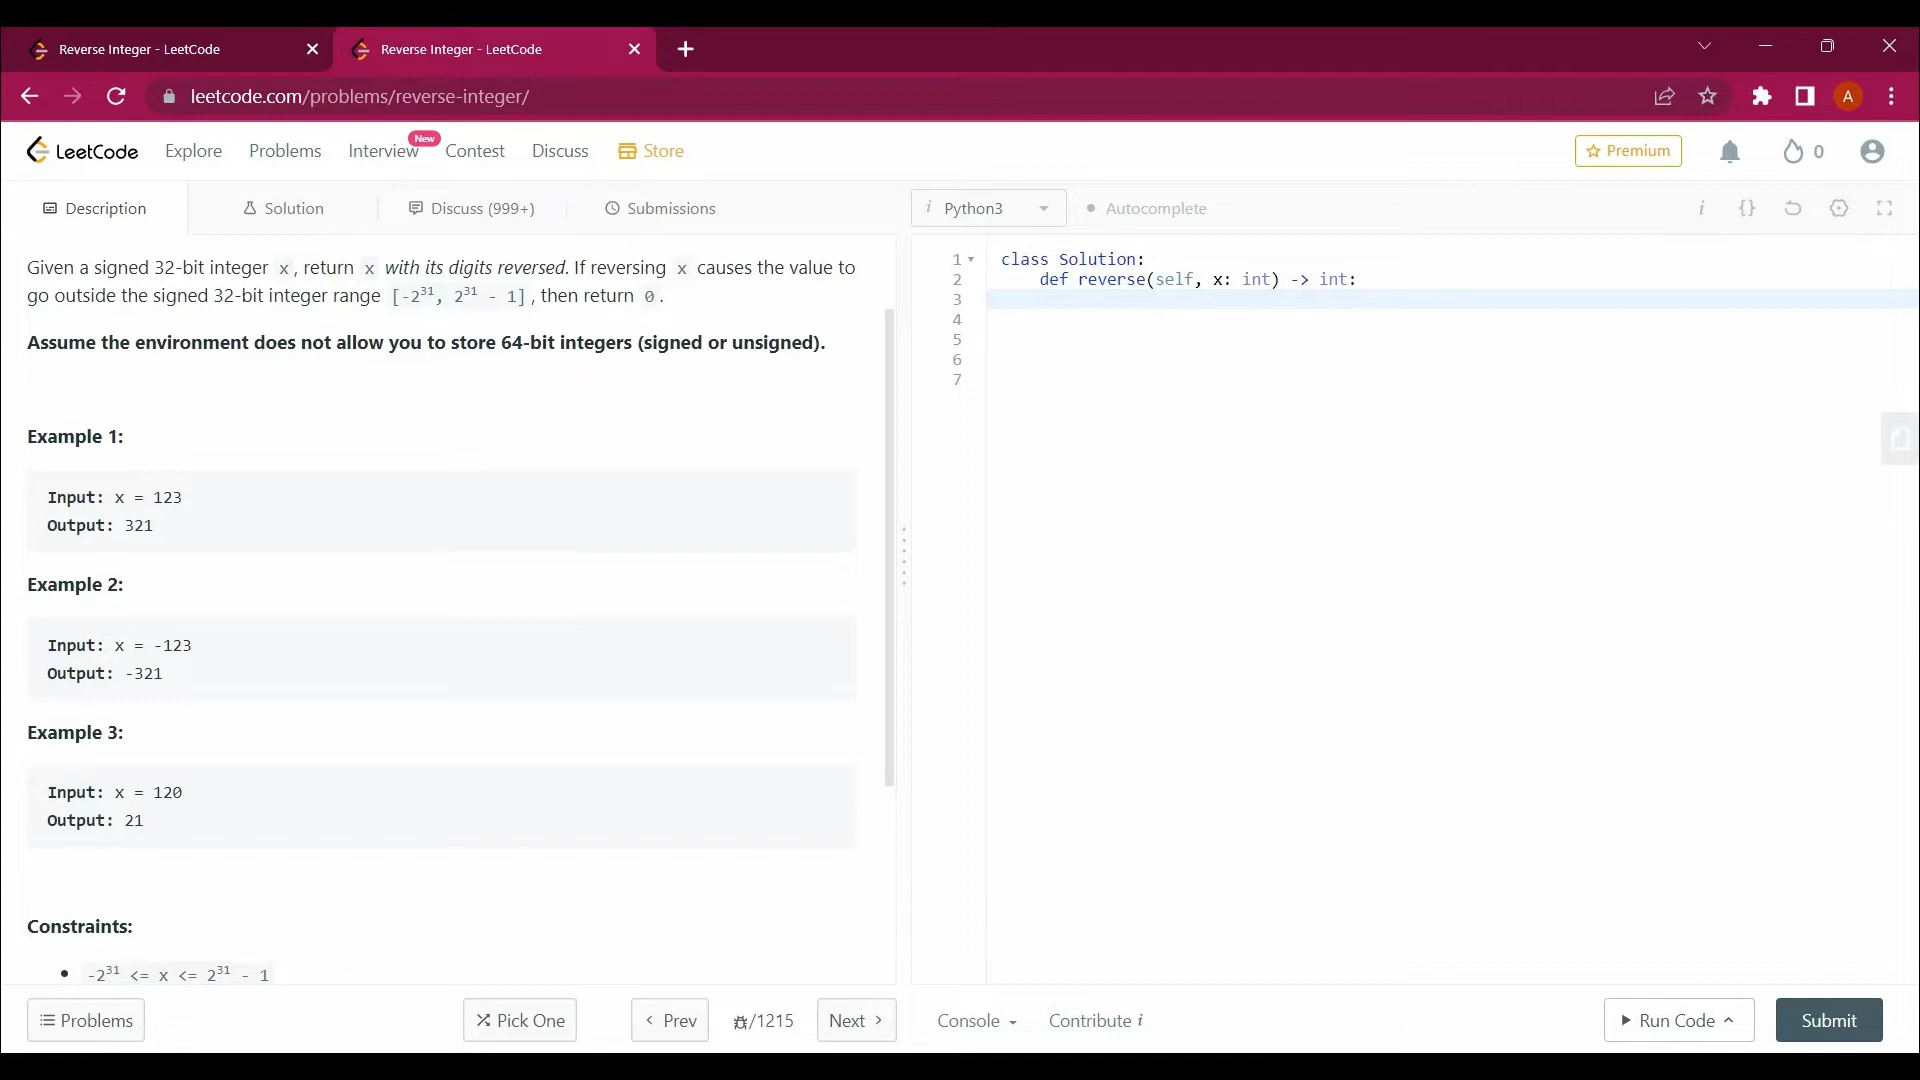 Reverse Integer - LeetCode
Reverse Integer - LeetCode
leetcode.com/problems/reverse-integer/
A
LeetCode Explore Problems Interview New Contest Discuss Store Premium 0
Description Solution Discuss (999+) Submissions
i Python3 Autocomplete i {}
Given a signed 32-bit integer x, return x with its digits reversed. If reversing x causes the value to
go outside the signed 32-bit integer range [-2³¹, 2³¹ - 1], then return 0.
Assume the environment does not allow you to store 64-bit integers (signed or unsigned).
Example 1:
Input: x = 123
Output: 321
Example 2:
Input: x = -123
Output: -321
Example 3:
Input: x = 120
Output: 21
Constraints:
-2³¹ <= x <= 2³¹ - 1
1 class Solution:
2 def reverse(self, x: int) -> int:
3
4
5
6
7
Problems Pick One Prev /1215 Next Console Contribute i Run Code Submit